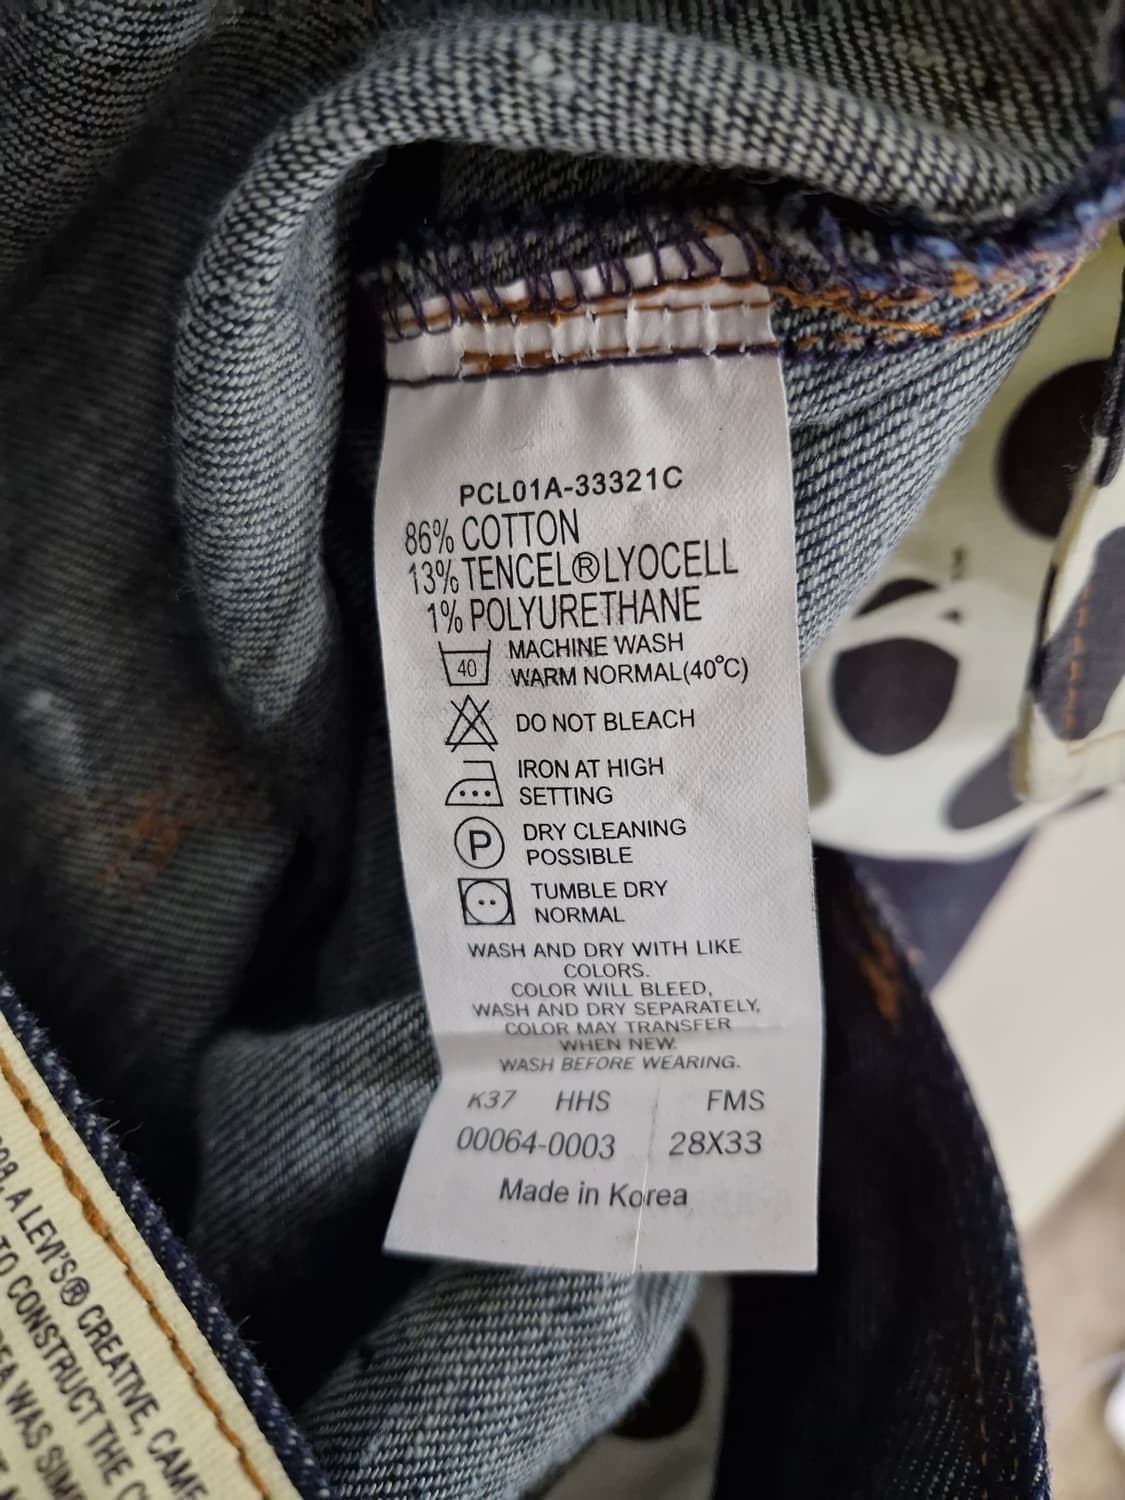 PCL01A-33321C
86% COTTON
13% TENCEL®LYOCELL
1% POLYURETHANE
40
MACHINE WASH
WARM NORMAL(40°C)
DO NOT BLEACH
IRON AT HIGH
SETTING
P
DRY CLEANING
POSSIBLE
TUMBLE DRY
NORMAL
WASH AND DRY WITH LIKE
COLORS.
COLOR WILL BLEED,
WASH AND DRY SEPARATELY,
COLOR MAY TRANSFER
WHEN NEW.
WASH BEFORE WEARING.
K37 HHS FMS
00064-0003 28X33
Made in Korea
A LEVI'S® CREATIVE, CAME
TO CONSTRUCT THE
WAS